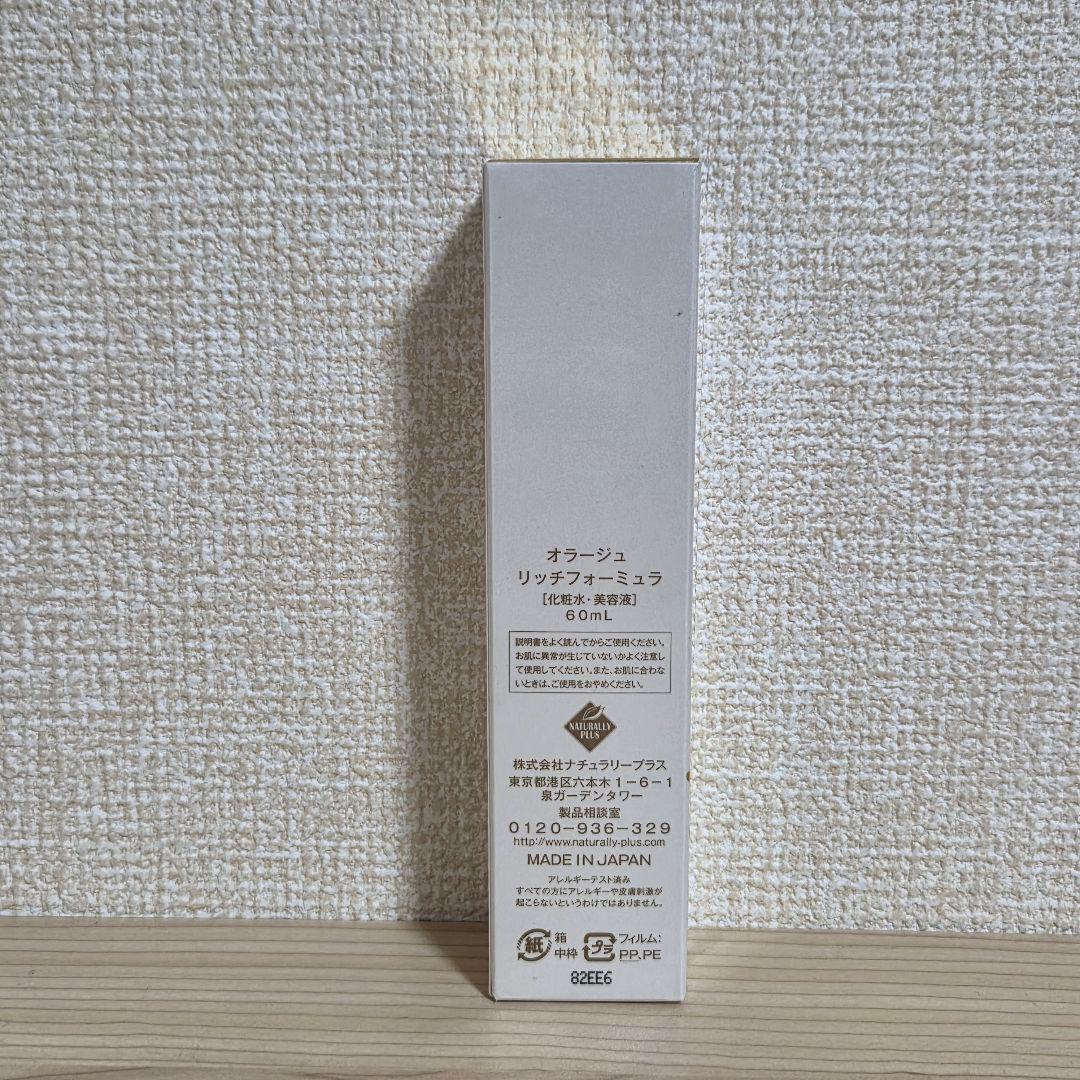 オラージュ
リッチフォーミュラ
[化粧水・美容液]
60mL
説明書をよく読んでからご使用ください。
お肌に異常が生じていないかよく注意し
て使用してください。また、お肌に合わな
いときは、ご使用をおやめください。
NATURALLY
PLUS
株式会社ナチュラリープラス
東京都港区六本木1-6-1
泉ガーデンタワー
製品相談室
0120-936-329
http://www.naturally-plus.com
MADE IN JAPAN
アレルギーテスト済み
すべての方にアレルギーや皮膚刺激が
起こらないというわけではありません。
紙 箱 プラ フィルム:
中枠 PP、PE
82EE6